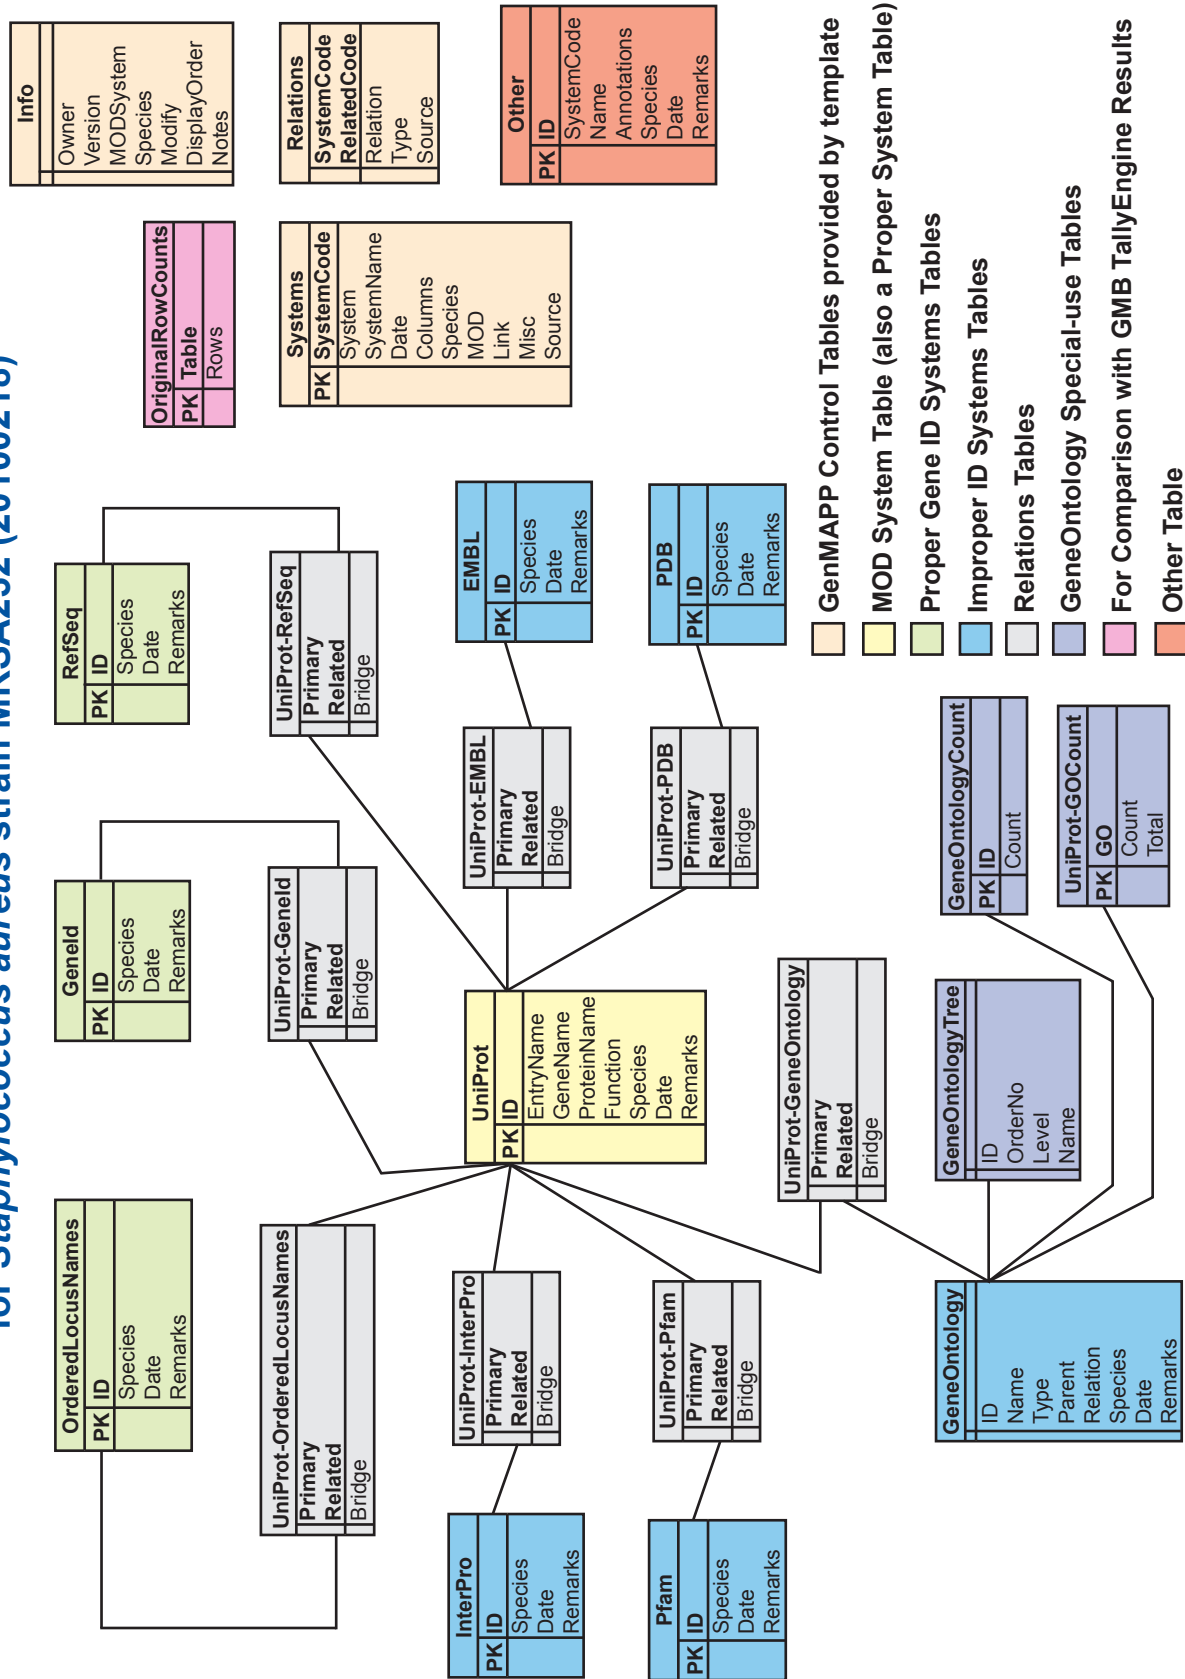 for Staphylococcus aureus strain MRSA252
OrderedLocusNames
PK ID
Species
Date
Remarks
GeneId
PK ID
Species
Date
Remarks
RefSeq
PK ID
Species
Date
Remarks
OriginalRowCounts
PK Table
Rows
Info
Owner
Version
MODSystem
Species
Modify
DisplayOrder
Notes
UniProt-OrderedLocusNames
Primary
Related
Bridge
UniProt-GeneId
Primary
Related
Bridge
UniProt-RefSeq
Primary
Related
Bridge
Systems
PK SystemCode
System
SystemName
Date
Columns
Species
MOD
Link
Misc
Source
Relations
SystemCode
RelatedCode
Relation
Type
Source
InterPro
PK ID
Species
Date
Remarks
UniProt-InterPro
Primary
Related
Bridge
UniProt
PK ID
EntryName
GeneName
ProteinName
Function
Species
Date
Remarks
UniProt-EMBL
Primary
Related
Bridge
EMBL
PK ID
Species
Date
Remarks
Other
PK ID
SystemCode
Name
Annotations
Species
Date
Remarks
Pfam
PK ID
Species
Date
Remarks
UniProt-Pfam
Primary
Related
Bridge
UniProt-PDB
Primary
Related
Bridge
PDB
PK ID
Species
Date
Remarks
UniProt-GeneOntology
Primary
Related
Bridge
GeneOntology
ID
Name
Type
Parent
Relation
Species
Date
Remarks
GeneOntologyTree
ID
OrderNo
Level
Name
GeneOntologyCount
PK ID
Count
UniProt-GOCount
PK GO
Count
Total
GenMAPP Control Tables provided by template
MOD System Table (also a Proper System Table)
Proper Gene ID Systems Tables
Improper ID Systems Tables
Relations Tables
GeneOntology Special-use Tables
For Comparison with GMB TallyEngine Results
Other Table